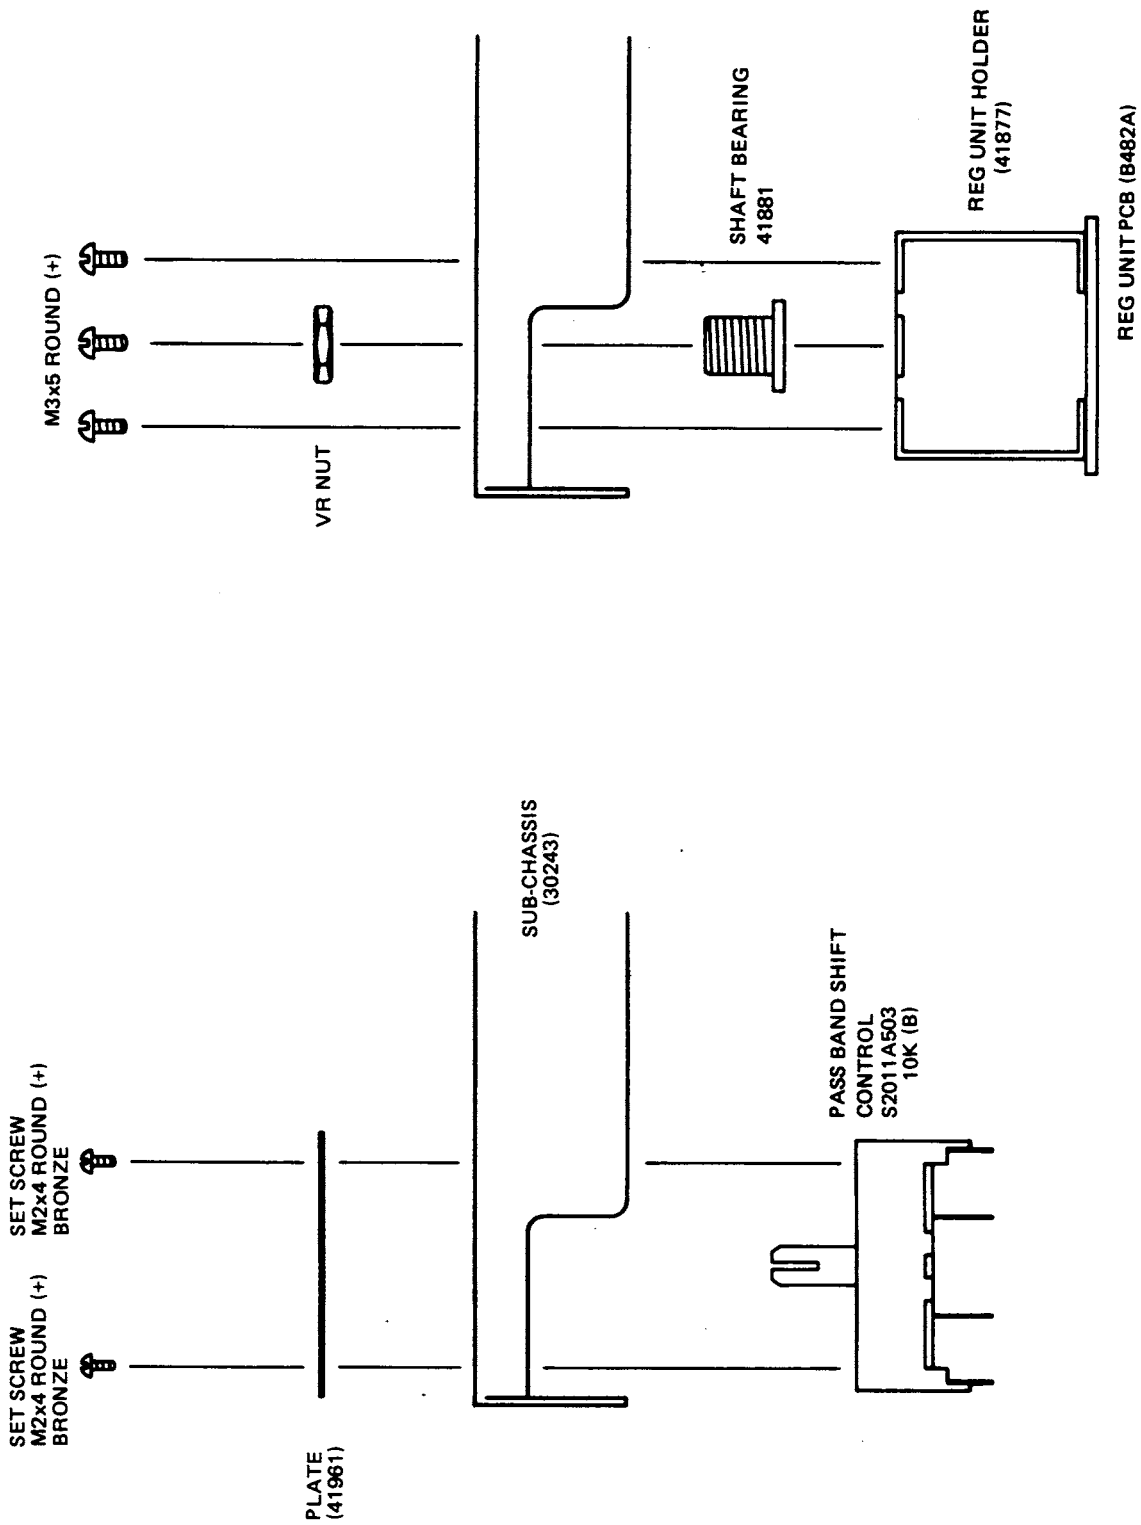 SET SCREW
M2x4 ROUND (+)
BRONZE
SET SCREW
M2x4 ROUND (+)
BRONZE
PLATE
(41961)
SUB-CHASSIS
(30243)
PASS BAND SHIFT
CONTROL
S2011A503
10K (B)
M3x5 ROUND (+)
VR NUT
SHAFT BEARING
41881
REG UNIT HOLDER
(41877)
REG UNIT PCB (B482A)